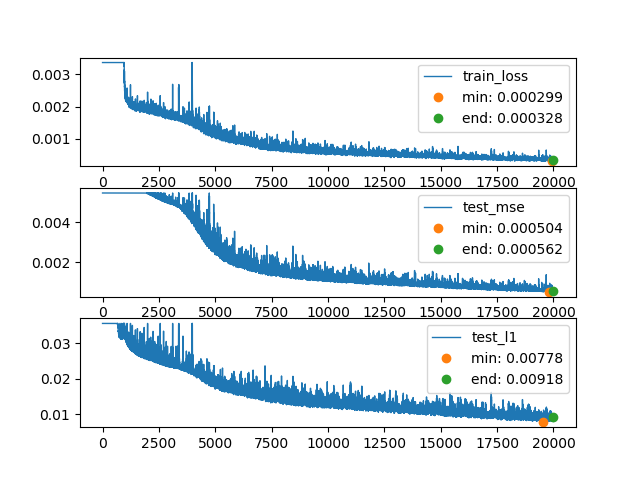 0.003
0.002
0.001
train_loss
min: 0.000299
end: 0.000328
0 2500 5000 7500 10000 12500 15000 17500 20000
0.004
0.002
test_mse
min: 0.000504
end: 0.000562
0 2500 5000 7500 10000 12500 15000 17500 20000
0.03
0.02
0.01
test_l1
min: 0.00778
end: 0.00918
0 2500 5000 7500 10000 12500 15000 17500 20000